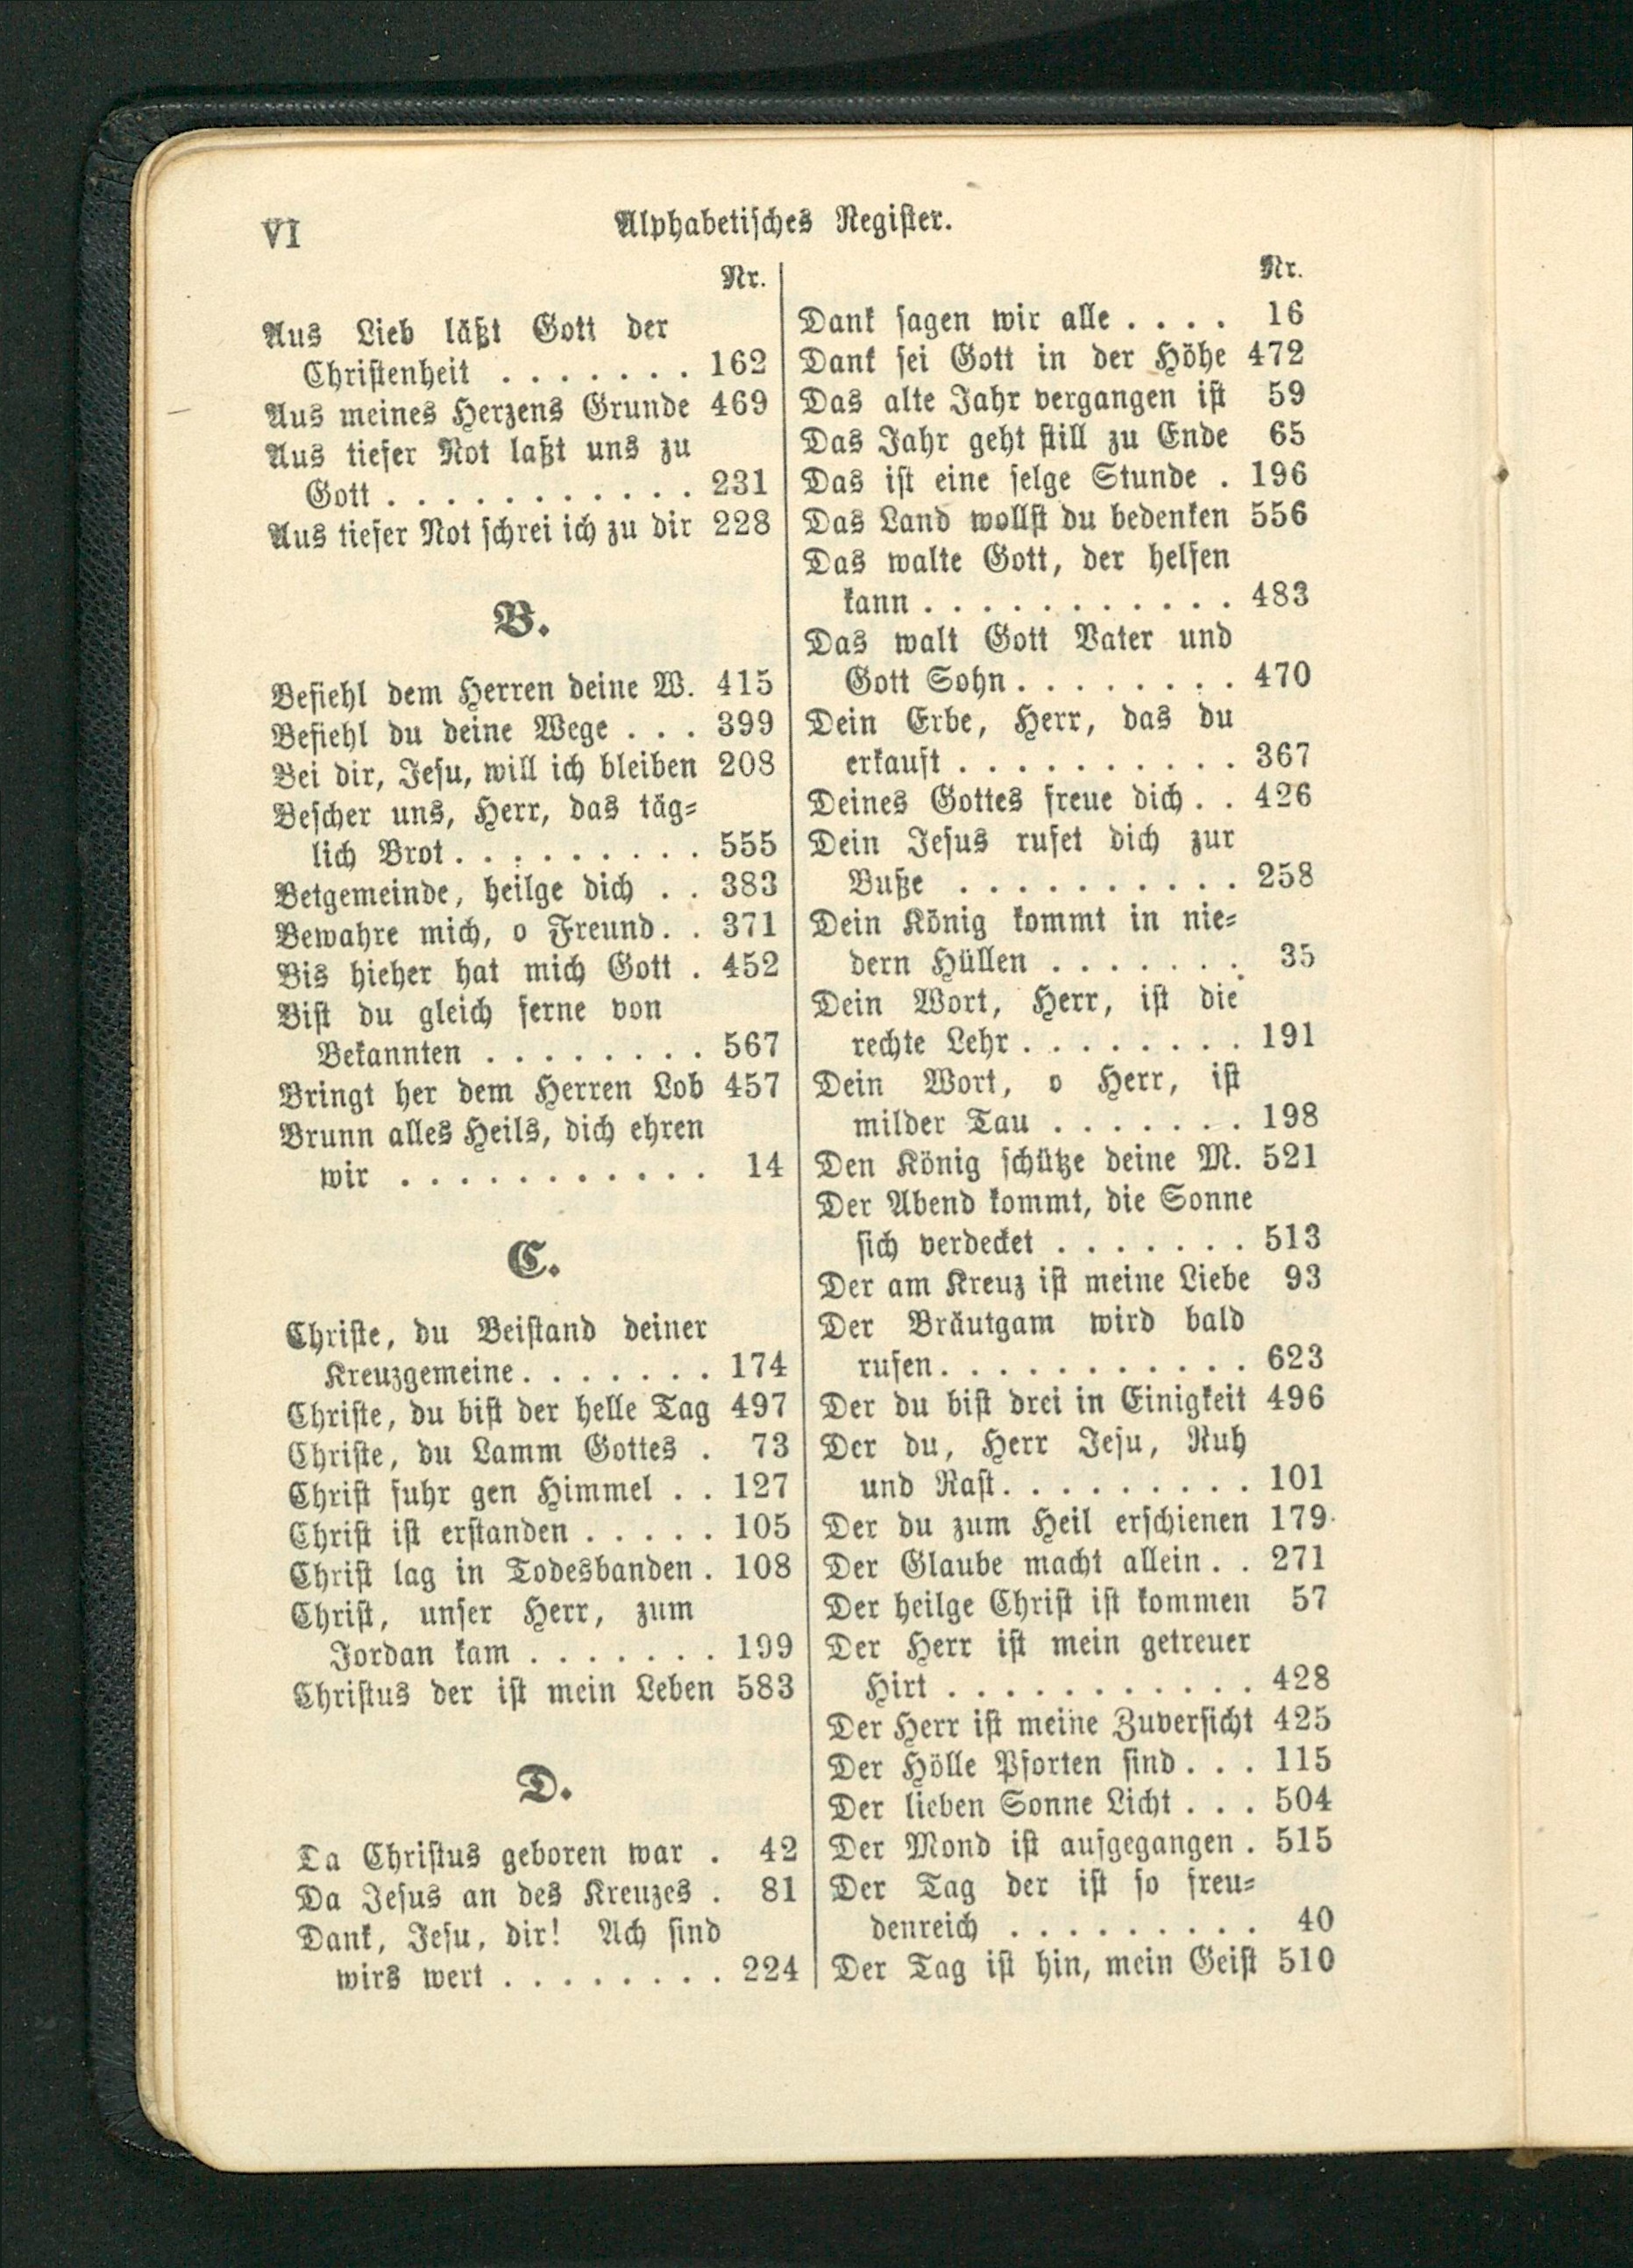 VI
Alphabetisches Register.
Nr.
Aus Lieb läßt Gott der
Christenheit . . . . . . . 162
Aus meines Herzens Grunde 469
Aus tiefer Not laßt uns zu
Gott . . . . . . . . . . . 231
Aus tiefer Not schrei ich zu dir 228
B.
Befiehl dem Herren deine W. 415
Befiehl du deine Wege . . . 399
Bei dir, Jesu, will ich bleiben 208
Bescher uns, Herr, das täg=
lich Brot . . . . . . . . . 555
Betgemeinde, heilge dich . . 383
Bewahre mich, o Freund . . 371
Bis hieher hat mich Gott . 452
Bist du gleich ferne von
Bekannten . . . . . . . . 567
Bringt her dem Herren Lob 457
Brunn alles Heils, dich ehren
wir . . . . . . . . . . . 14
C.
Christe, du Beistand deiner
Kreuzgemeine . . . . . . . 174
Christe, du bist der helle Tag 497
Christe, du Lamm Gottes . 73
Christ fuhr gen Himmel . . 127
Christ ist erstanden . . . . . 105
Christ lag in Todesbanden . 108
Christ, unser Herr, zum
Jordan kam . . . . . . . 199
Christus der ist mein Leben 583
D.
Da Christus geboren war . 42
Da Jesus an des Kreuzes . 81
Dank, Jesu, dir! Ach sind
wirs wert . . . . . . . . 224
Nr.
Dank sagen wir alle . . . . 16
Dank sei Gott in der Höhe 472
Das alte Jahr vergangen ist 59
Das Jahr geht still zu Ende 65
Das ist eine selge Stunde . 196
Das Land wollst du bedenken 556
Das walte Gott, der helfen
kann . . . . . . . . . . . 483
Das walt Gott Vater und
Gott Sohn . . . . . . . . 470
Dein Erbe, Herr, das du
erkauft . . . . . . . . . . 367
Deines Gottes freue dich . . 426
Dein Jesus rufet dich zur
Buße . . . . . . . . . . 258
Dein König kommt in nie=
dern Hüllen . . . . . . . 35
Dein Wort, Herr, ist die
rechte Lehr . . . . . . . . 191
Dein Wort, o Herr, ist
milder Tau . . . . . . . 198
Den König schütze deine M. 521
Der Abend kommt, die Sonne
sich verdecket . . . . . . . 513
Der am Kreuz ist meine Liebe 93
Der Bräutgam wird bald
rufen . . . . . . . . . . . 623
Der du bist drei in Einigkeit 496
Der du, Herr Jesu, Ruh
und Rast . . . . . . . . . 101
Der du zum Heil erschienen 179
Der Glaube macht allein . . 271
Der heilge Christ ist kommen 57
Der Herr ist mein getreuer
Hirt . . . . . . . . . . . 428
Der Herr ist meine Zuversicht 425
Der Hölle Pforten sind . . . 115
Der lieben Sonne Licht . . . 504
Der Mond ist aufgegangen . 515
Der Tag der ist so freu=
denreich . . . . . . . . . 40
Der Tag ist hin, mein Geist 510